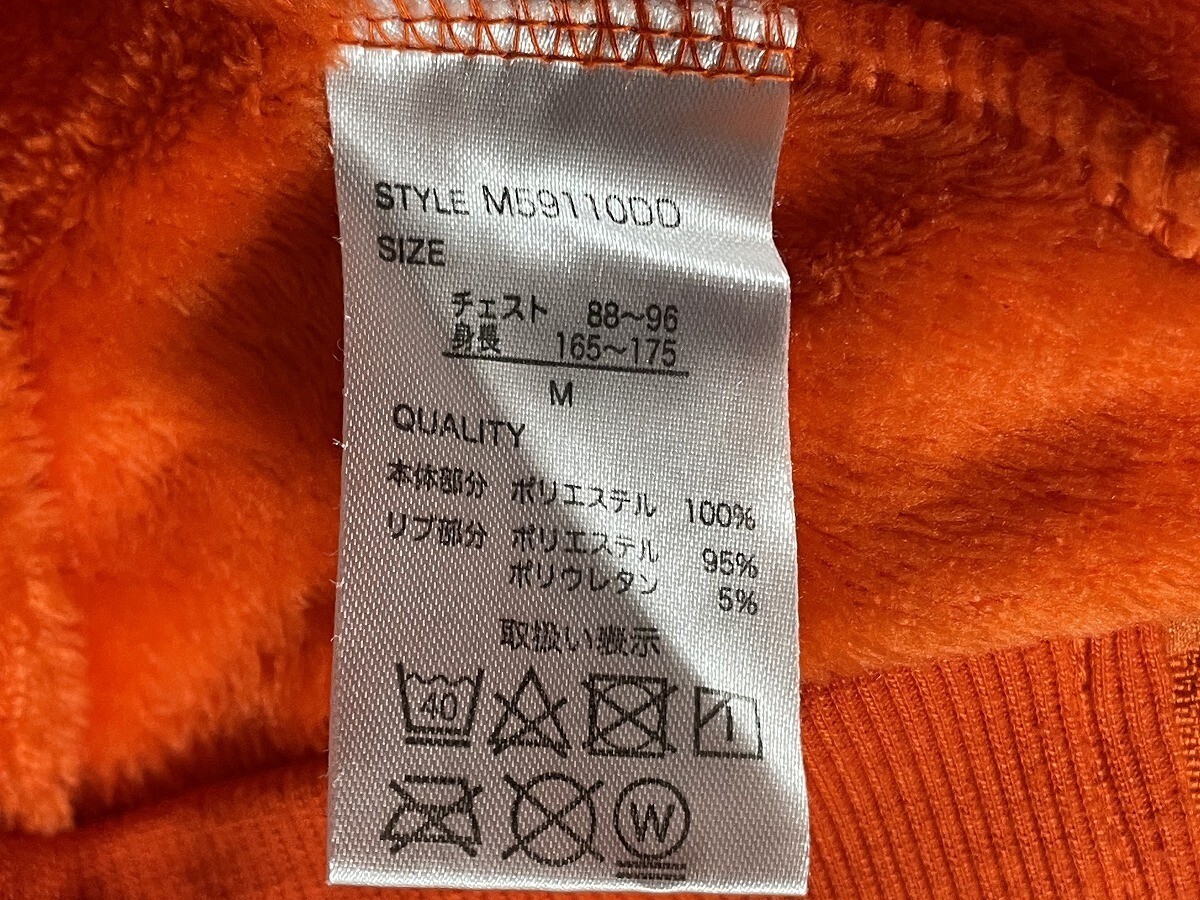 STYLE M5911000
SIZE
チェスト 88~96
身長 165~175
M
QUALITY
本体部分 ポリエステル 100%
リブ部分 ポリエステル 95%
ポリウレタン 5%
取扱い表示
40
W